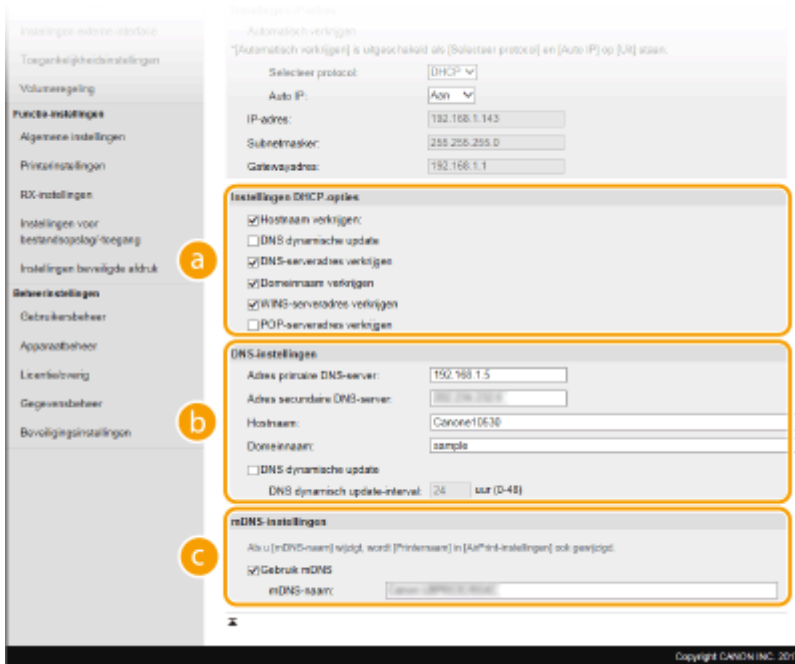 Instellingen externe interface
Toegankelijkheidsinstellingen
Volumeregeling
Functie-instellingen
Algemene instellingen
Printerinstellingen
RX-instellingen
Instellingen voor
bestandsopslag/-toegang
Instellingen beveiligde afdruk
Beheerinstellingen
Gebruikersbeheer
Apparaatbeheer
Licentie/overig
Gegevensbeheer
Beveiligingsinstellingen
Automatisch verkrijgen
*[Automatisch verkrijgen] is uitgeschakeld als [Selecteer protocol] en [Auto IP] op [Uit] staan.
Selecteer protocol: DHCP
Auto IP: Aan
IP-adres: 192.168.1.143
Subnetmasker: 255.255.255.0
Gatewayadres: 192.168.1.1
a
Instellingen DHCP-opties
Hostnaam verkrijgen:
DNS dynamische update
DNS-serveradres verkrijgen
Domeinnaam verkrijgen
WINS-serveradres verkrijgen
POP-serveradres verkrijgen
b
DNS-instellingen
Adres primaire DNS-server: 192.168.1.5
Adres secundaire DNS-server:
Hostnaam: Canone10530
Domeinnaam: sample
DNS dynamische update
DNS dynamisch update-interval: 24 uur (0-48)
c
mDNS-instellingen
Als u [mDNS-naam] wijzigt, wordt [Printernaam] in [AirPrint-instellingen] ook gewijzigd.
Gebruik mDNS
mDNS-naam:
Copyright CANON INC. 201